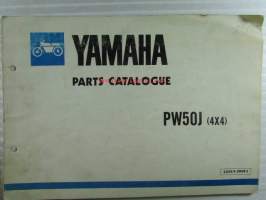 YAMAHA
PARTS CATALOGUE
PW50J (4X4)